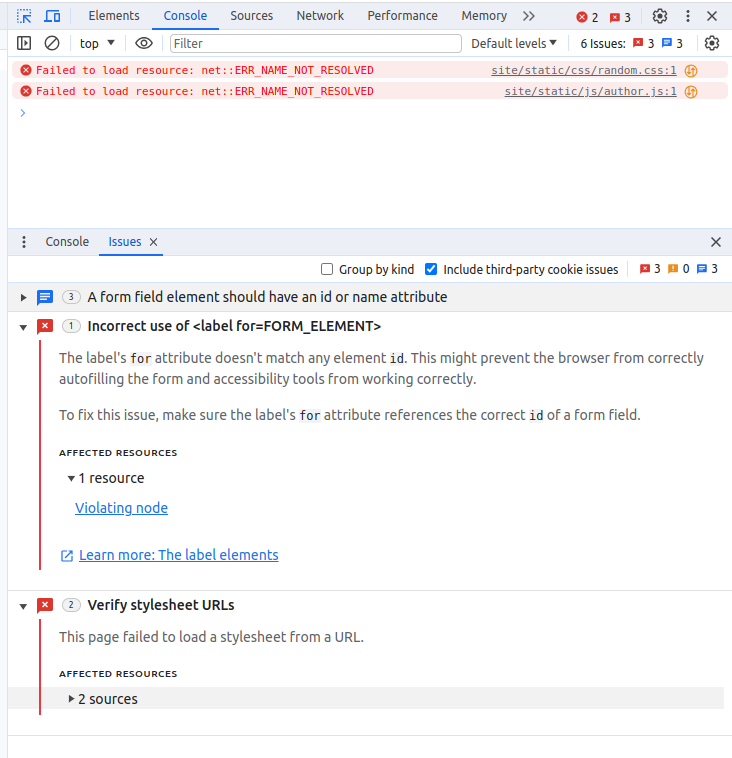 Elements Console Sources Network Performance Memory 2 3
top Filter Default levels 6 Issues: 3 3
Failed to load resource: net::ERR_NAME_NOT_RESOLVED site/static/css/random.css:1
Failed to load resource: net::ERR_NAME_NOT_RESOLVED site/static/js/author.js:1
Console Issues
Group by kind Include third-party cookie issues 3 0 3
3 A form field element should have an id or name attribute
1 Incorrect use of <label for=FORM_ELEMENT>
The label's for attribute doesn't match any element id. This might prevent the browser from correctly
autofilling the form and accessibility tools from working correctly.
To fix this issue, make sure the label's for attribute references the correct id of a form field.
AFFECTED RESOURCES
1 resource
Violating node
Learn more: The label elements
2 Verify stylesheet URLs
This page failed to load a stylesheet from a URL.
AFFECTED RESOURCES
2 sources